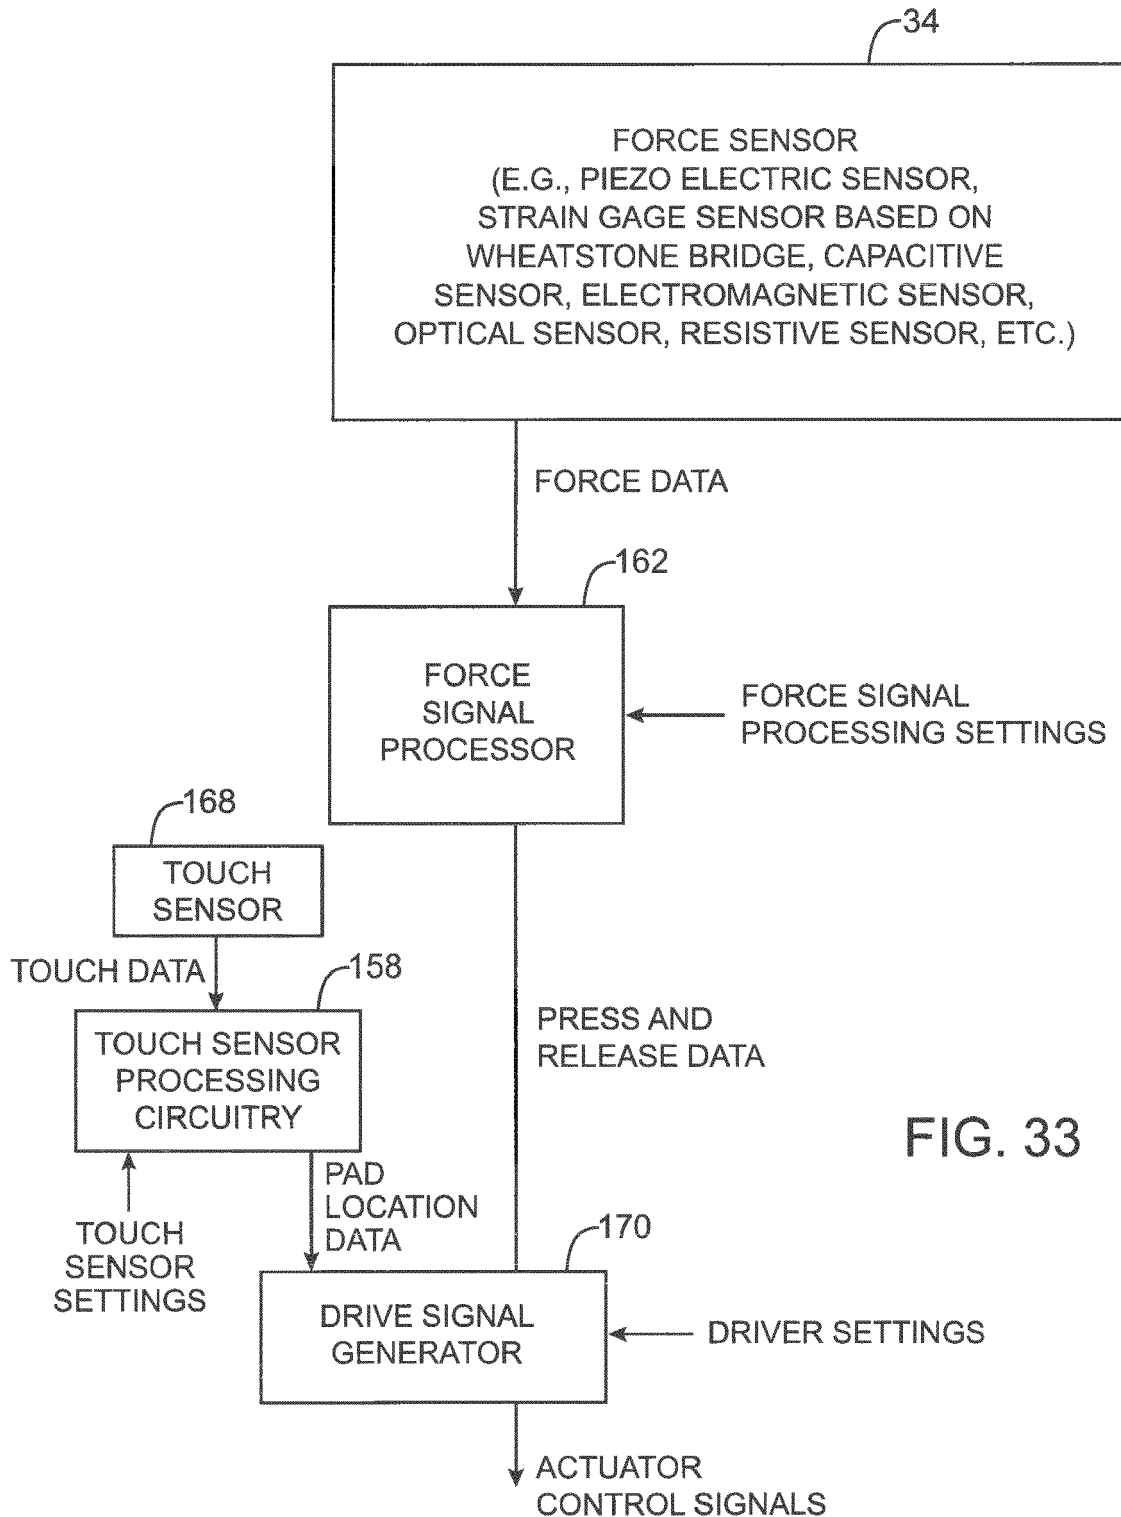 34
FORCE SENSOR
(E.G., PIEZO ELECTRIC SENSOR,
STRAIN GAGE SENSOR BASED ON
WHEATSTONE BRIDGE, CAPACITIVE
SENSOR, ELECTROMAGNETIC SENSOR,
OPTICAL SENSOR, RESISTIVE SENSOR, ETC.)
FORCE DATA
162
FORCE
SIGNAL
PROCESSOR
FORCE SIGNAL
PROCESSING SETTINGS
168
TOUCH
SENSOR
TOUCH DATA
158
TOUCH SENSOR
PROCESSING
CIRCUITRY
PRESS AND
RELEASE DATA
FIG. 33
PAD
LOCATION
DATA
TOUCH
SENSOR
SETTINGS
170
DRIVE SIGNAL
GENERATOR
DRIVER SETTINGS
ACTUATOR
CONTROL SIGNALS